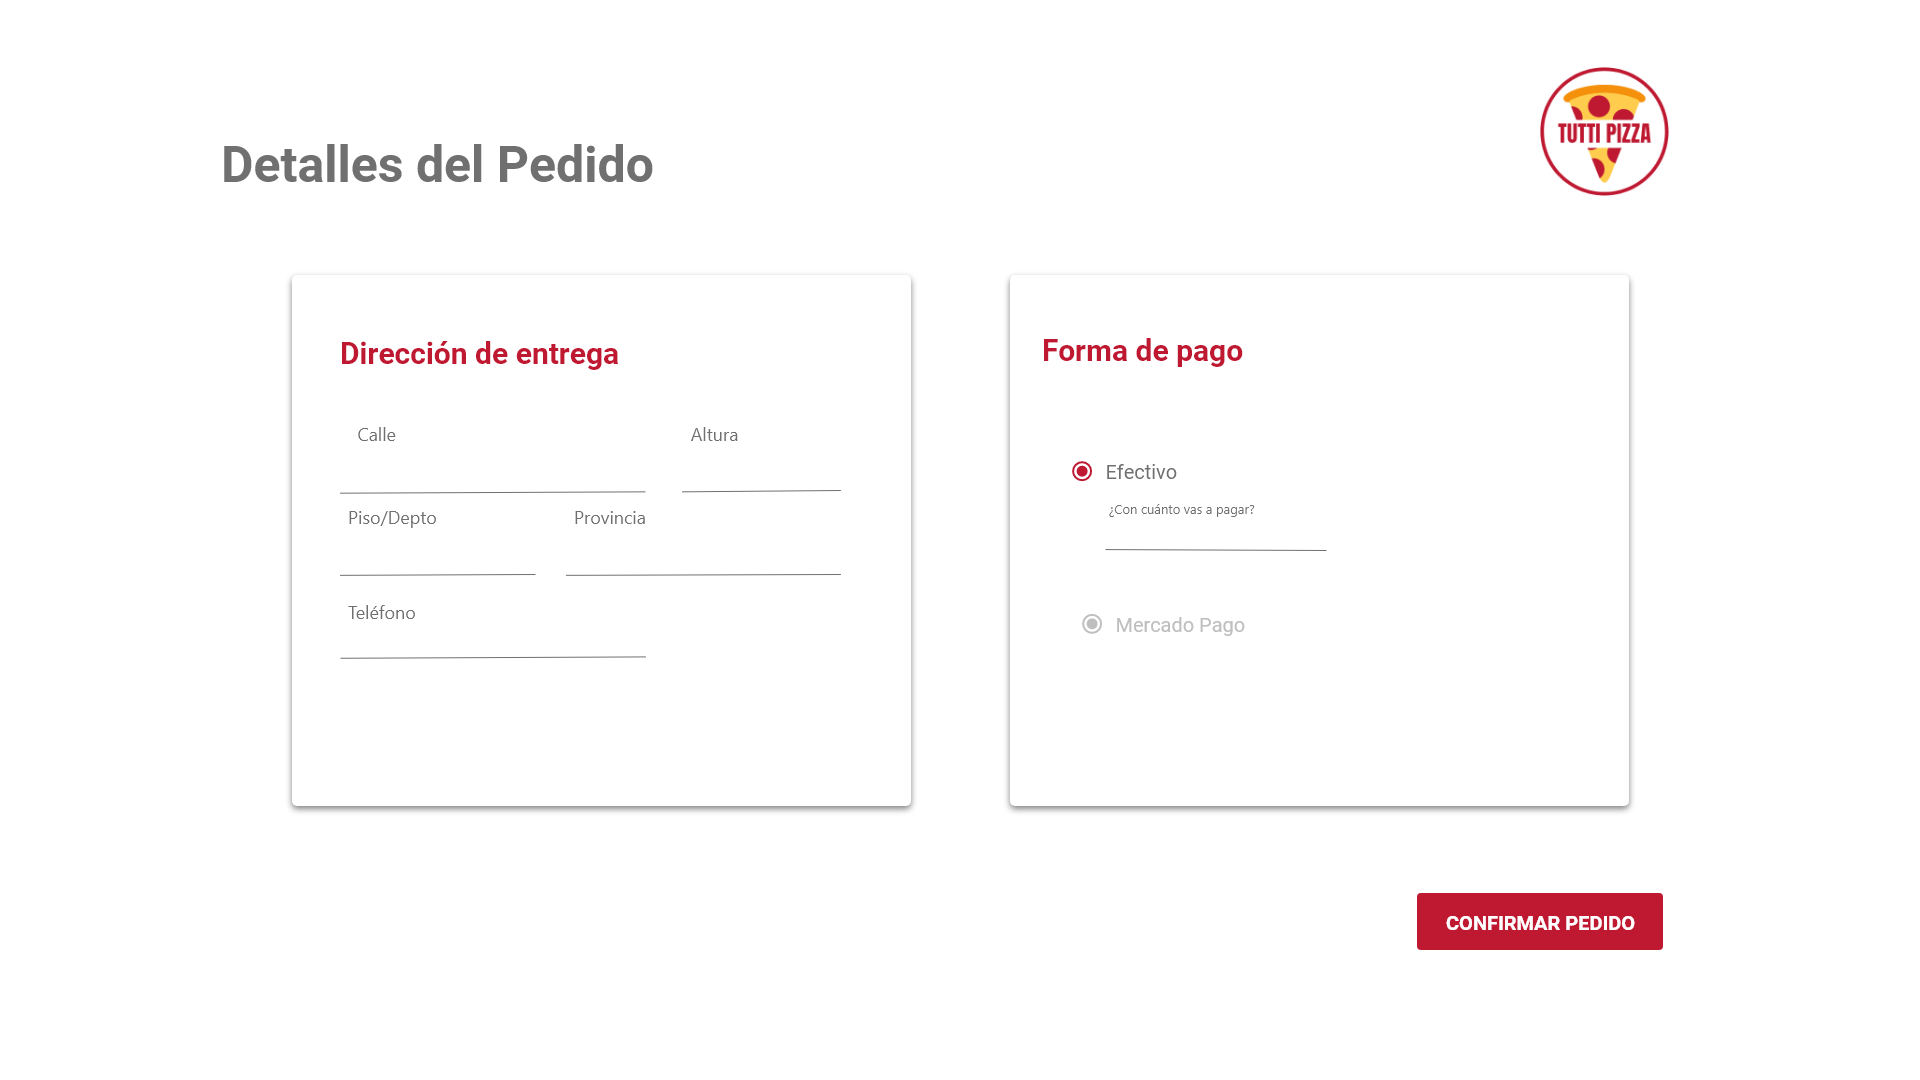 TUTTI PIZZA
Detalles del Pedido
Dirección de entrega
Calle
Altura
Piso/Depto
Provincia
Teléfono
Forma de pago
Efectivo
¿Con cuánto vas a pagar?
Mercado Pago
CONFIRMAR PEDIDO